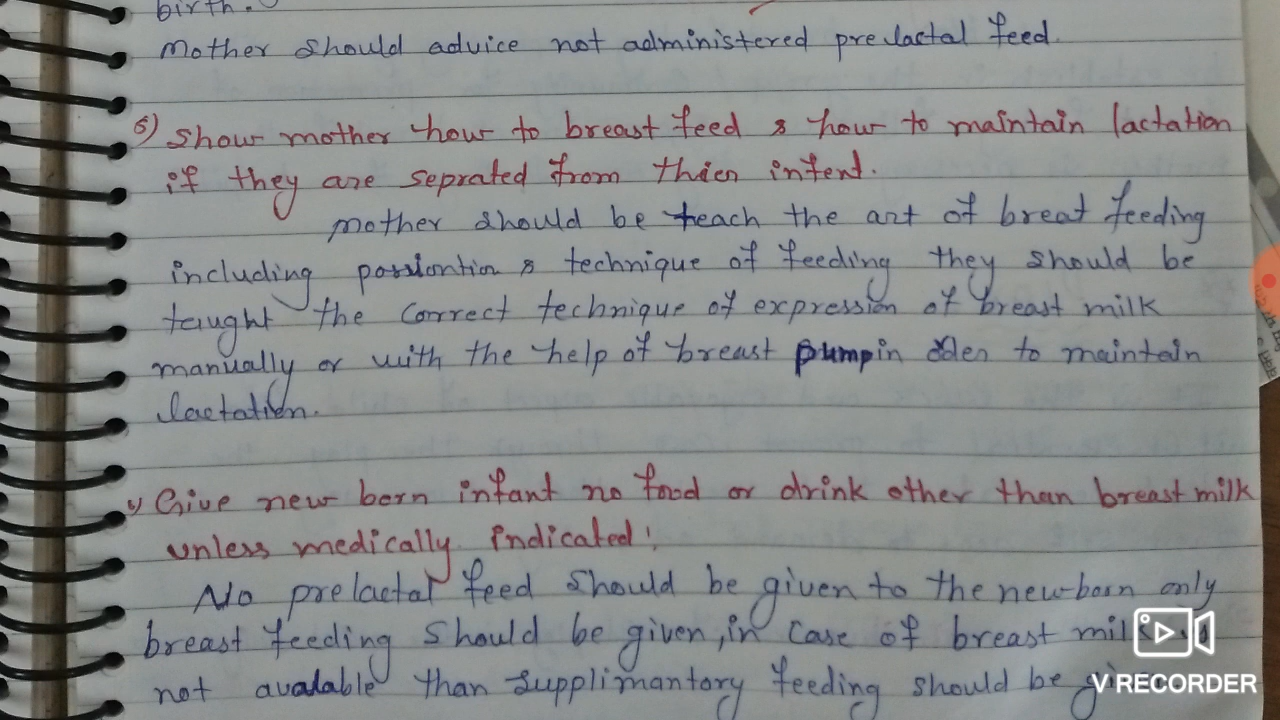 birth.
Mother should advice not administered prelactal feed.
5) Show mother how to breast feed & how to maintain lactation
if they are seprated from thier intent.
mother should be teach the art of breat feeding
including & technique of feeding they should be
taught the correct technique of expression of breast milk
manually or with the help of breast pump in oder to maintain
lactation.
Give new born infant no food or drink other than breast milk
unless medically indicated!
No prelactal feed should be given to the new-born only
breast feeding should be given, in case of breast milk
not avadable than supplimantory feeding should be
V RECORDER